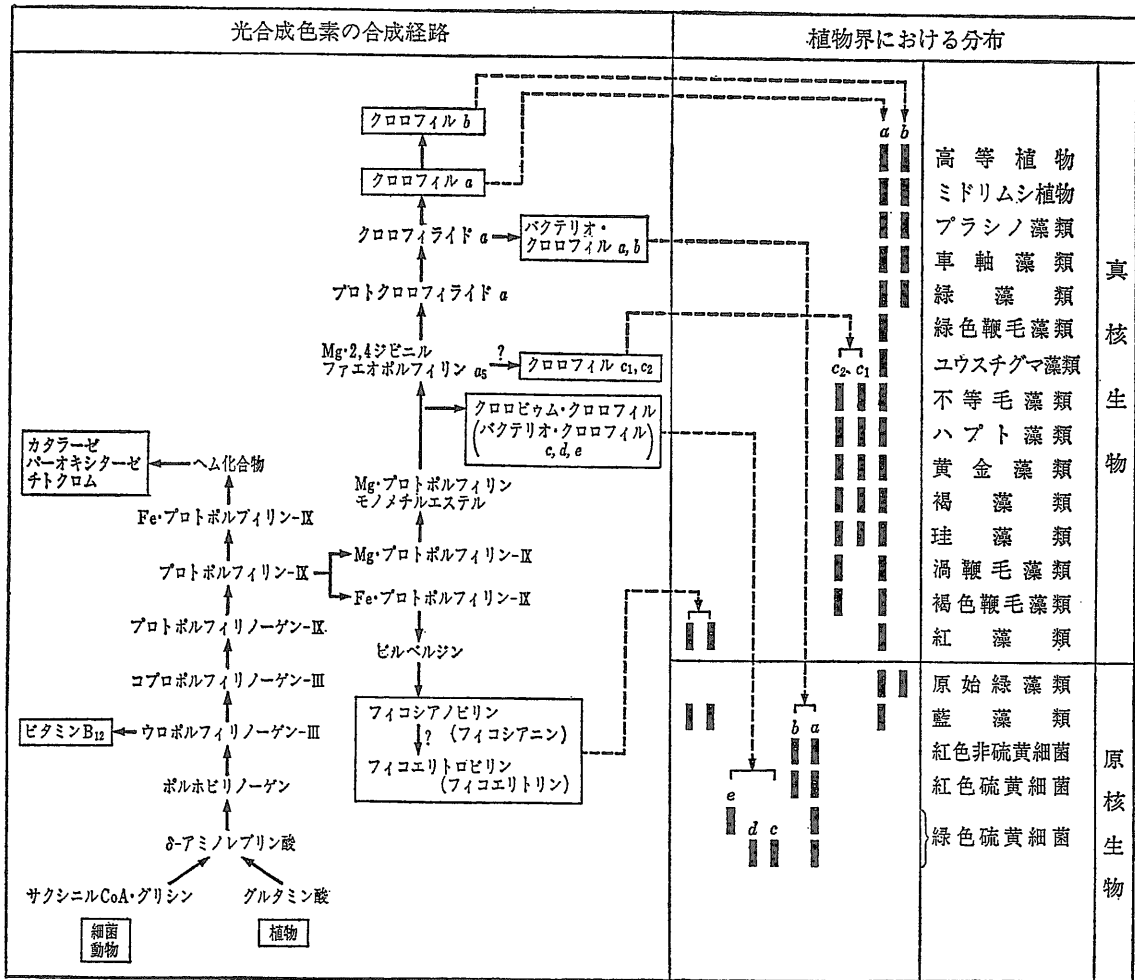 光合成色素の合成経路
植物界における分布
クロロフィル b
クロロフィル a
クロロフィライド a
バクテリオ・
クロロフィル a, b
プロトクロロフィライド a
Mg・2,4ジビニル
ファエオポルフィリン a₅
?
クロロフィル c₁, c₂
クロロビゥム・クロロフィル
(バクテリオ・クロロフィル)
c, d, e
カタラーゼ
パーオキシターゼ
チトクロム
ヘム化合物
Mg・プロトポルフィリン
モノメチルエステル
Fe・プロトポルフィリン-Ⅸ
Mg・プロトポルフィリン-Ⅸ
プロトポルフィリン-Ⅸ
Fe・プロトポルフィリン-Ⅸ
プロトポルフィリノーゲン-Ⅸ
ビルベルジン
コプロポルフィリノーゲン-Ⅲ
ビタミンB₁₂
ウロポルフィリノーゲン-Ⅲ
フィコシアノビリン
(フィコシアニン)
?
フィコエリトロビリン
(フィコエリトリン)
ポルホビリノーゲン
δ-アミノレブリン酸
サクシニルCoA・グリシン
グルタミン酸
細菌
動物
植物
a b
c₂, c₁
b a
e
d c
高等植物
ミドリムシ植物
プラシノ藻類
車軸藻類
緑藻類
緑色鞭毛藻類
ユウスチグマ藻類
不等毛藻類
ハプト藻類
黄金藻類
褐藻類
珪藻類
渦鞭毛藻類
褐色鞭毛藻類
紅藻類
真核生物
原始緑藻類
藍藻類
紅色非硫黄細菌
紅色硫黄細菌
緑色硫黄細菌
原核生物